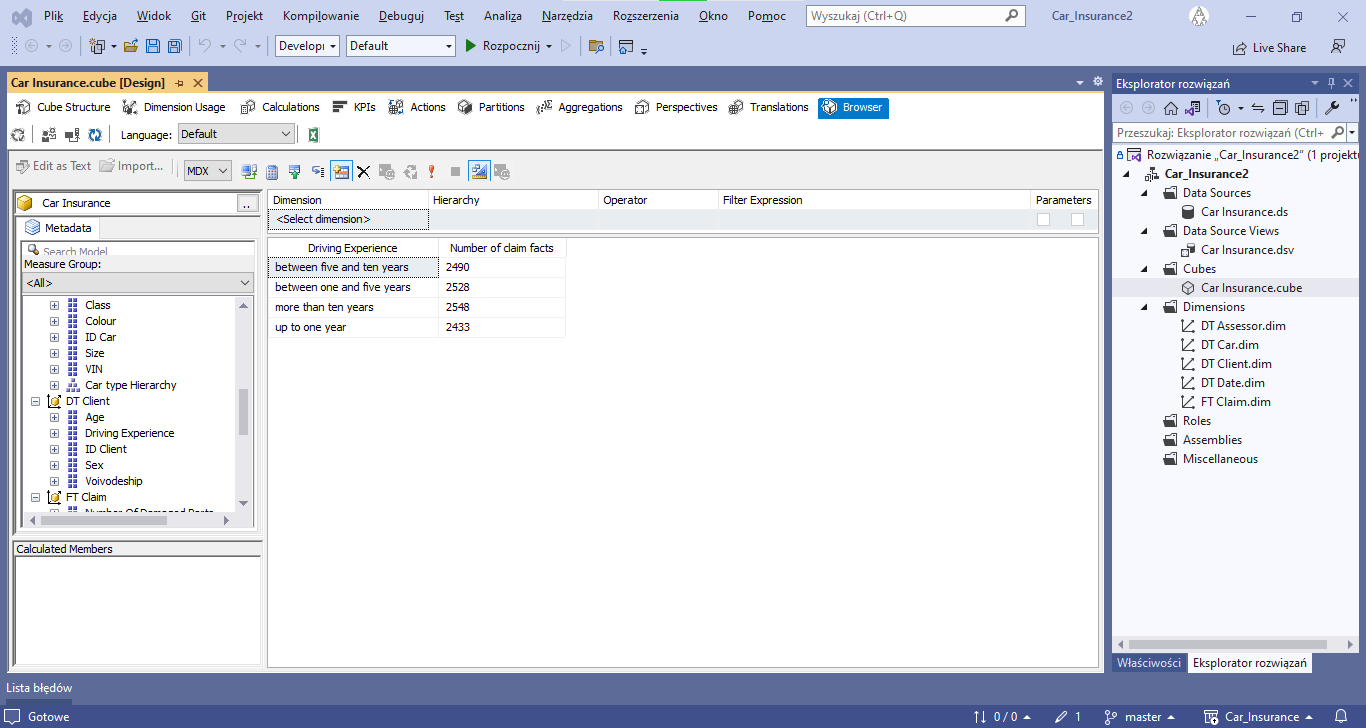 Plik Edycja Widok Git Projekt Kompilowanie Debuguj Test Analiza Narzędzia Rozszerzenia Okno Pomoc Wyszukaj (Ctrl+Q) Car_Insurance2
Developı Default Rozpocznij Live Share
Car Insurance.cube [Design]
Cube Structure Dimension Usage Calculations KPIs Actions Partitions Aggregations Perspectives Translations Browser
Language: Default
Edit as Text Import... MDX
Car Insurance ..
Metadata
Search Model
Measure Group:
<All>
Class
Colour
ID Car
Size
VIN
Car type Hierarchy
DT Client
Age
Driving Experience
ID Client
Sex
Voivodeship
FT Claim
Number Of Damaged Parts
Calculated Members
Dimension Hierarchy Operator Filter Expression Parameters
<Select dimension>
Driving Experience Number of claim facts
between five and ten years 2490
between one and five years 2528
more than ten years 2548
up to one year 2433
Eksplorator rozwiązań
Przeszukaj: Eksplorator rozwiązań (Ctrl+
Rozwiązanie „Car_Insurance2” (1 projektu
Car_Insurance2
Data Sources
Car Insurance.ds
Data Source Views
Car Insurance.dsv
Cubes
Car Insurance.cube
Dimensions
DT Assessor.dim
DT Car.dim
DT Client.dim
DT Date.dim
FT Claim.dim
Roles
Assemblies
Miscellaneous
Właściwości Eksplorator rozwiązań
Lista błędów
Gotowe 0 / 0 1 master Car_Insurance